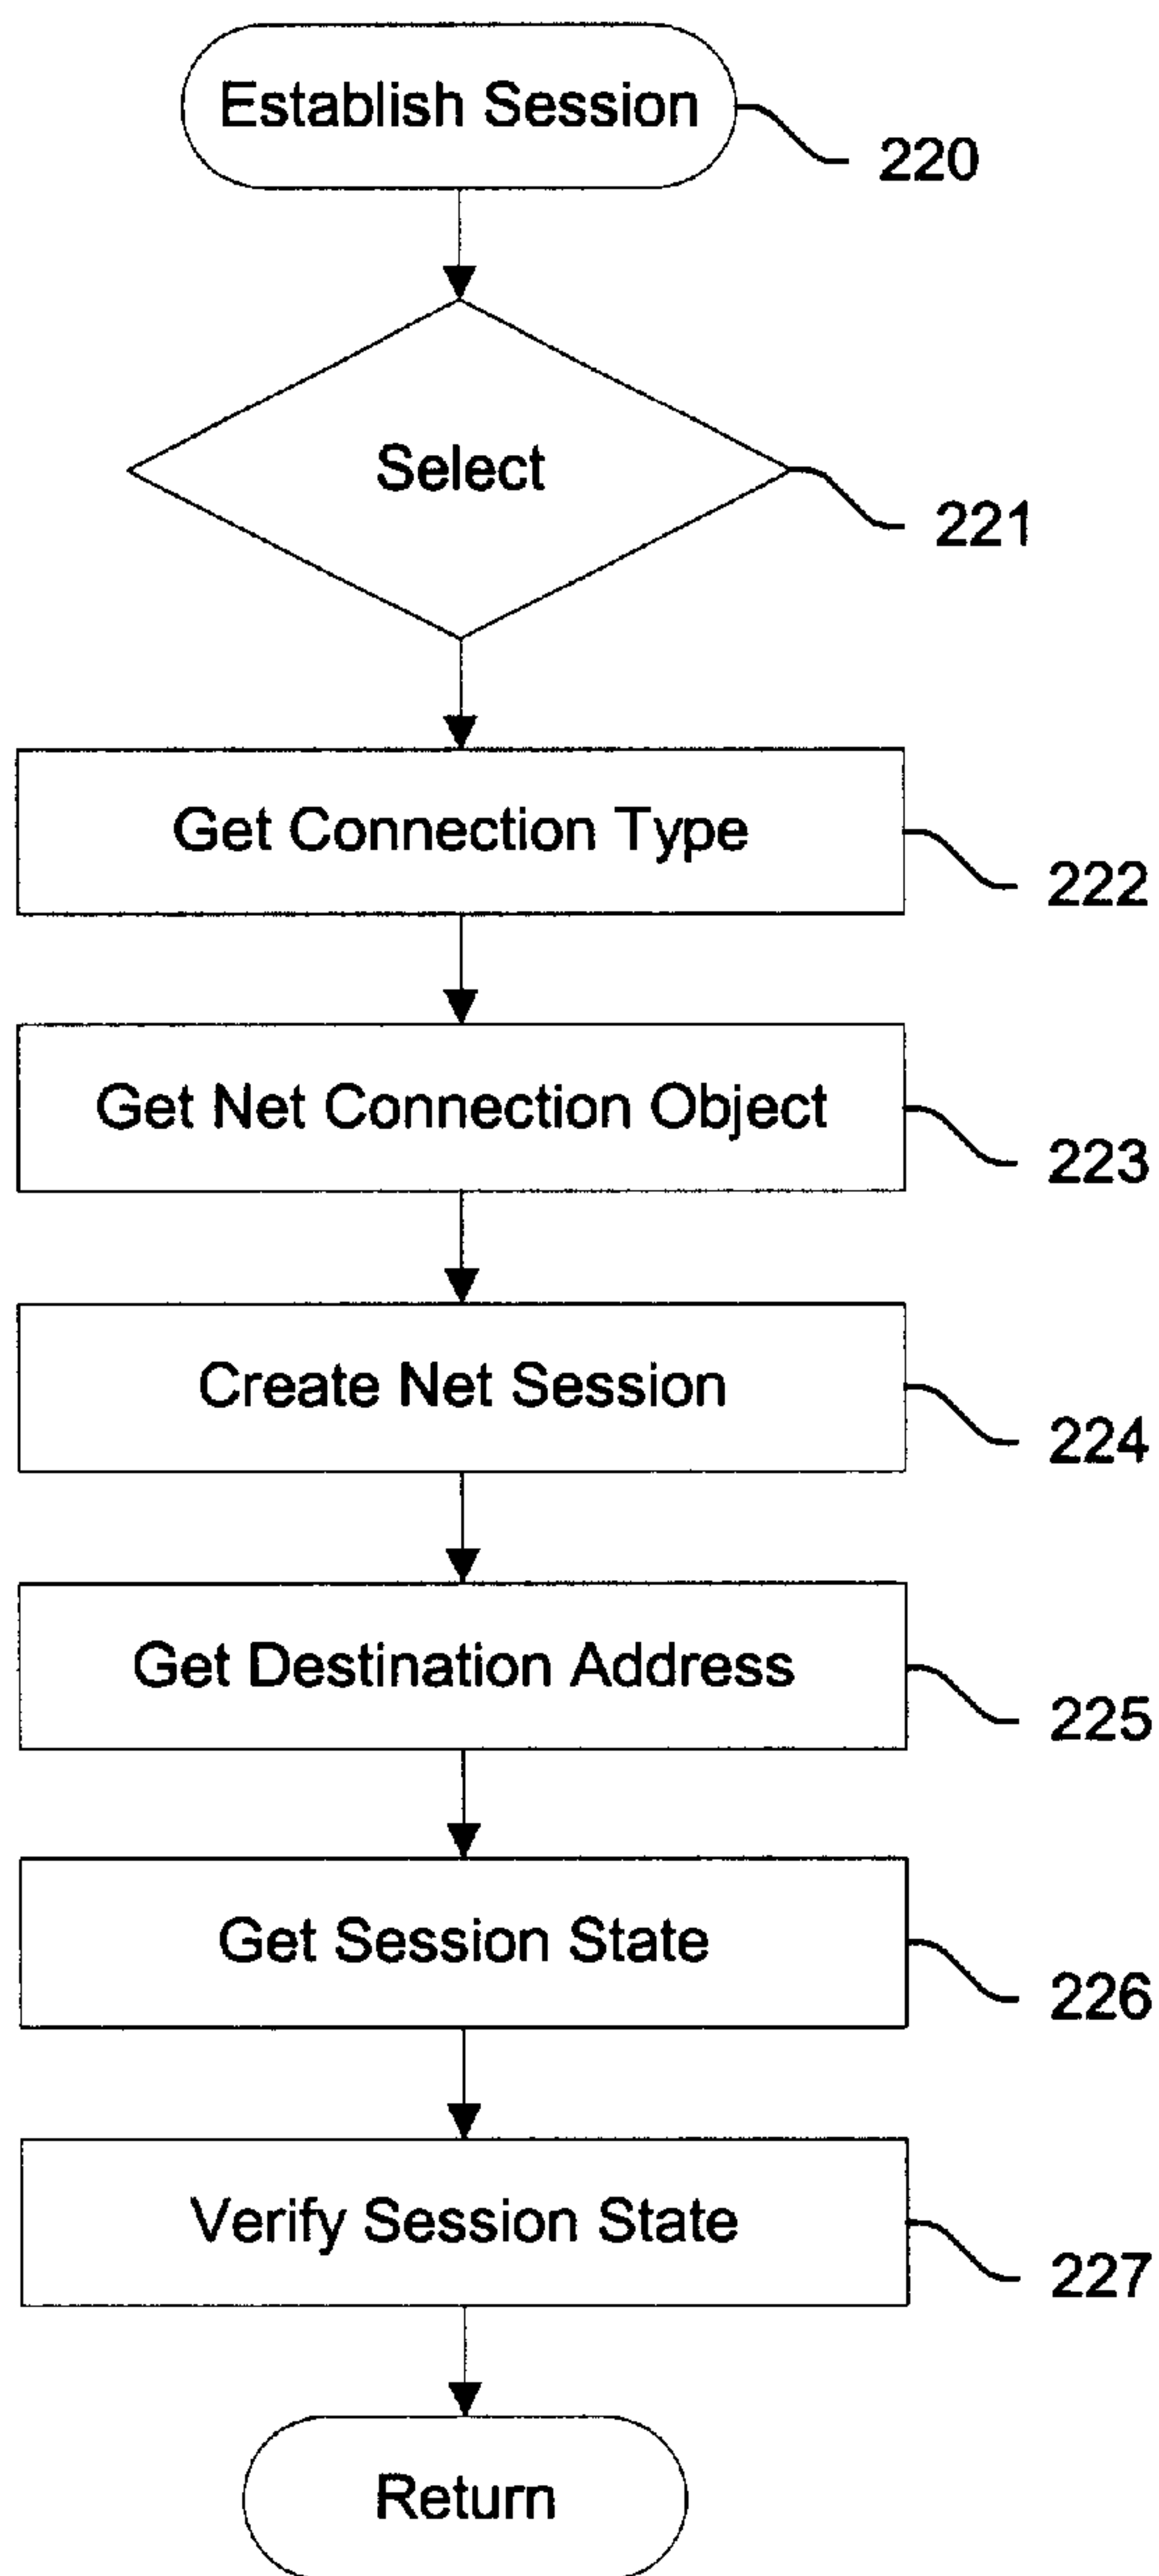 Establish Session
220
Select
221
Get Connection Type
222
Get Net Connection Object
223
Create Net Session
224
Get Destination Address
225
Get Session State
226
Verify Session State
227
Return